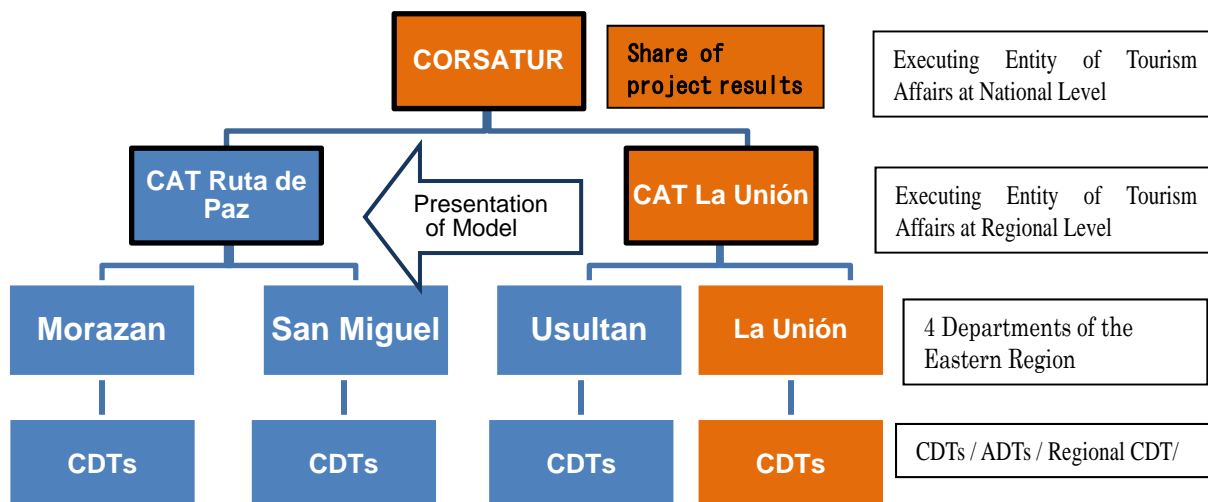 CORSATUR
Share of
project results
Executing Entity of Tourism
Affairs at National Level
CAT Ruta de
Paz
Presentation
of Model
CAT La Unión
Executing Entity of Tourism
Affairs at Regional Level
Morazan
San Miguel
Usultan
La Unión
4 Departments of the
Eastern Region
CDTs
CDTs
CDTs
CDTs
CDTs / ADTs / Regional CDT/